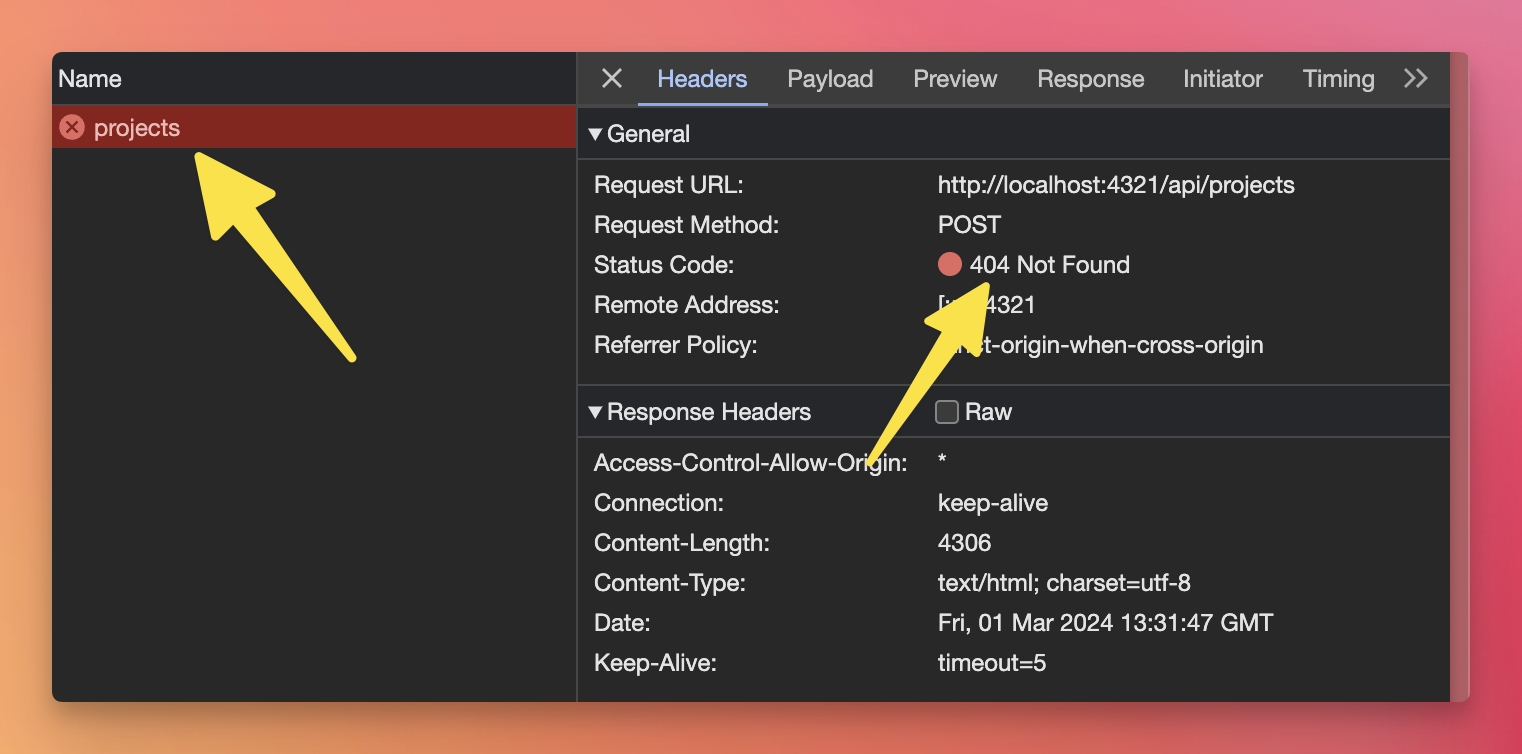 Name
projects
Headers Payload Preview Response Initiator Timing
General
Request URL: http://localhost:4321/api/projects
Request Method: POST
Status Code: 404 Not Found
Remote Address: 4321
Referrer Policy: -origin-when-cross-origin
Response Headers Raw
Access-Control-Allow-Origin: *
Connection: keep-alive
Content-Length: 4306
Content-Type: text/html; charset=utf-8
Date: Fri, 01 Mar 2024 13:31:47 GMT
Keep-Alive: timeout=5